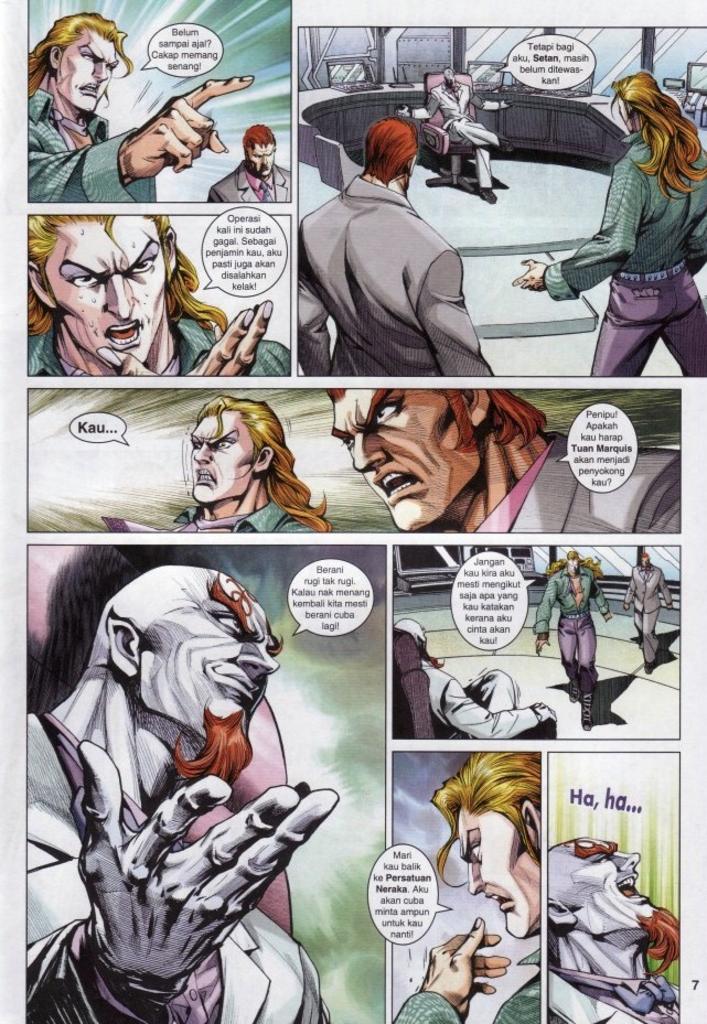 Belum
sampai ajal?
Cakap memang
senang!
Tetapi bagi
aku, Setan, masih
belum ditewas-
kan!
Operasi
kali ini sudah
gagal. Sebagai
penjamin kau, aku
pasti juga akan
disalahkan
kelak!
Kau...
Penipu!
Apakah
kau harap
Tuan Marquis
akan menjadi
penyokong
kau?
Berani
rugi tak rugi.
Kalau nak menang
kembali kita mesti
berani cuba
lagi!
Jangan
kau kira aku
mesti mengikut
saja apa yang
kau katakan
kerana aku
cinta
kau!
Mari
kau balik
ke Persatuan
Neraka. Aku
akan cuba
minta ampun
untuk kau
nanti!
Ha, ha...
7